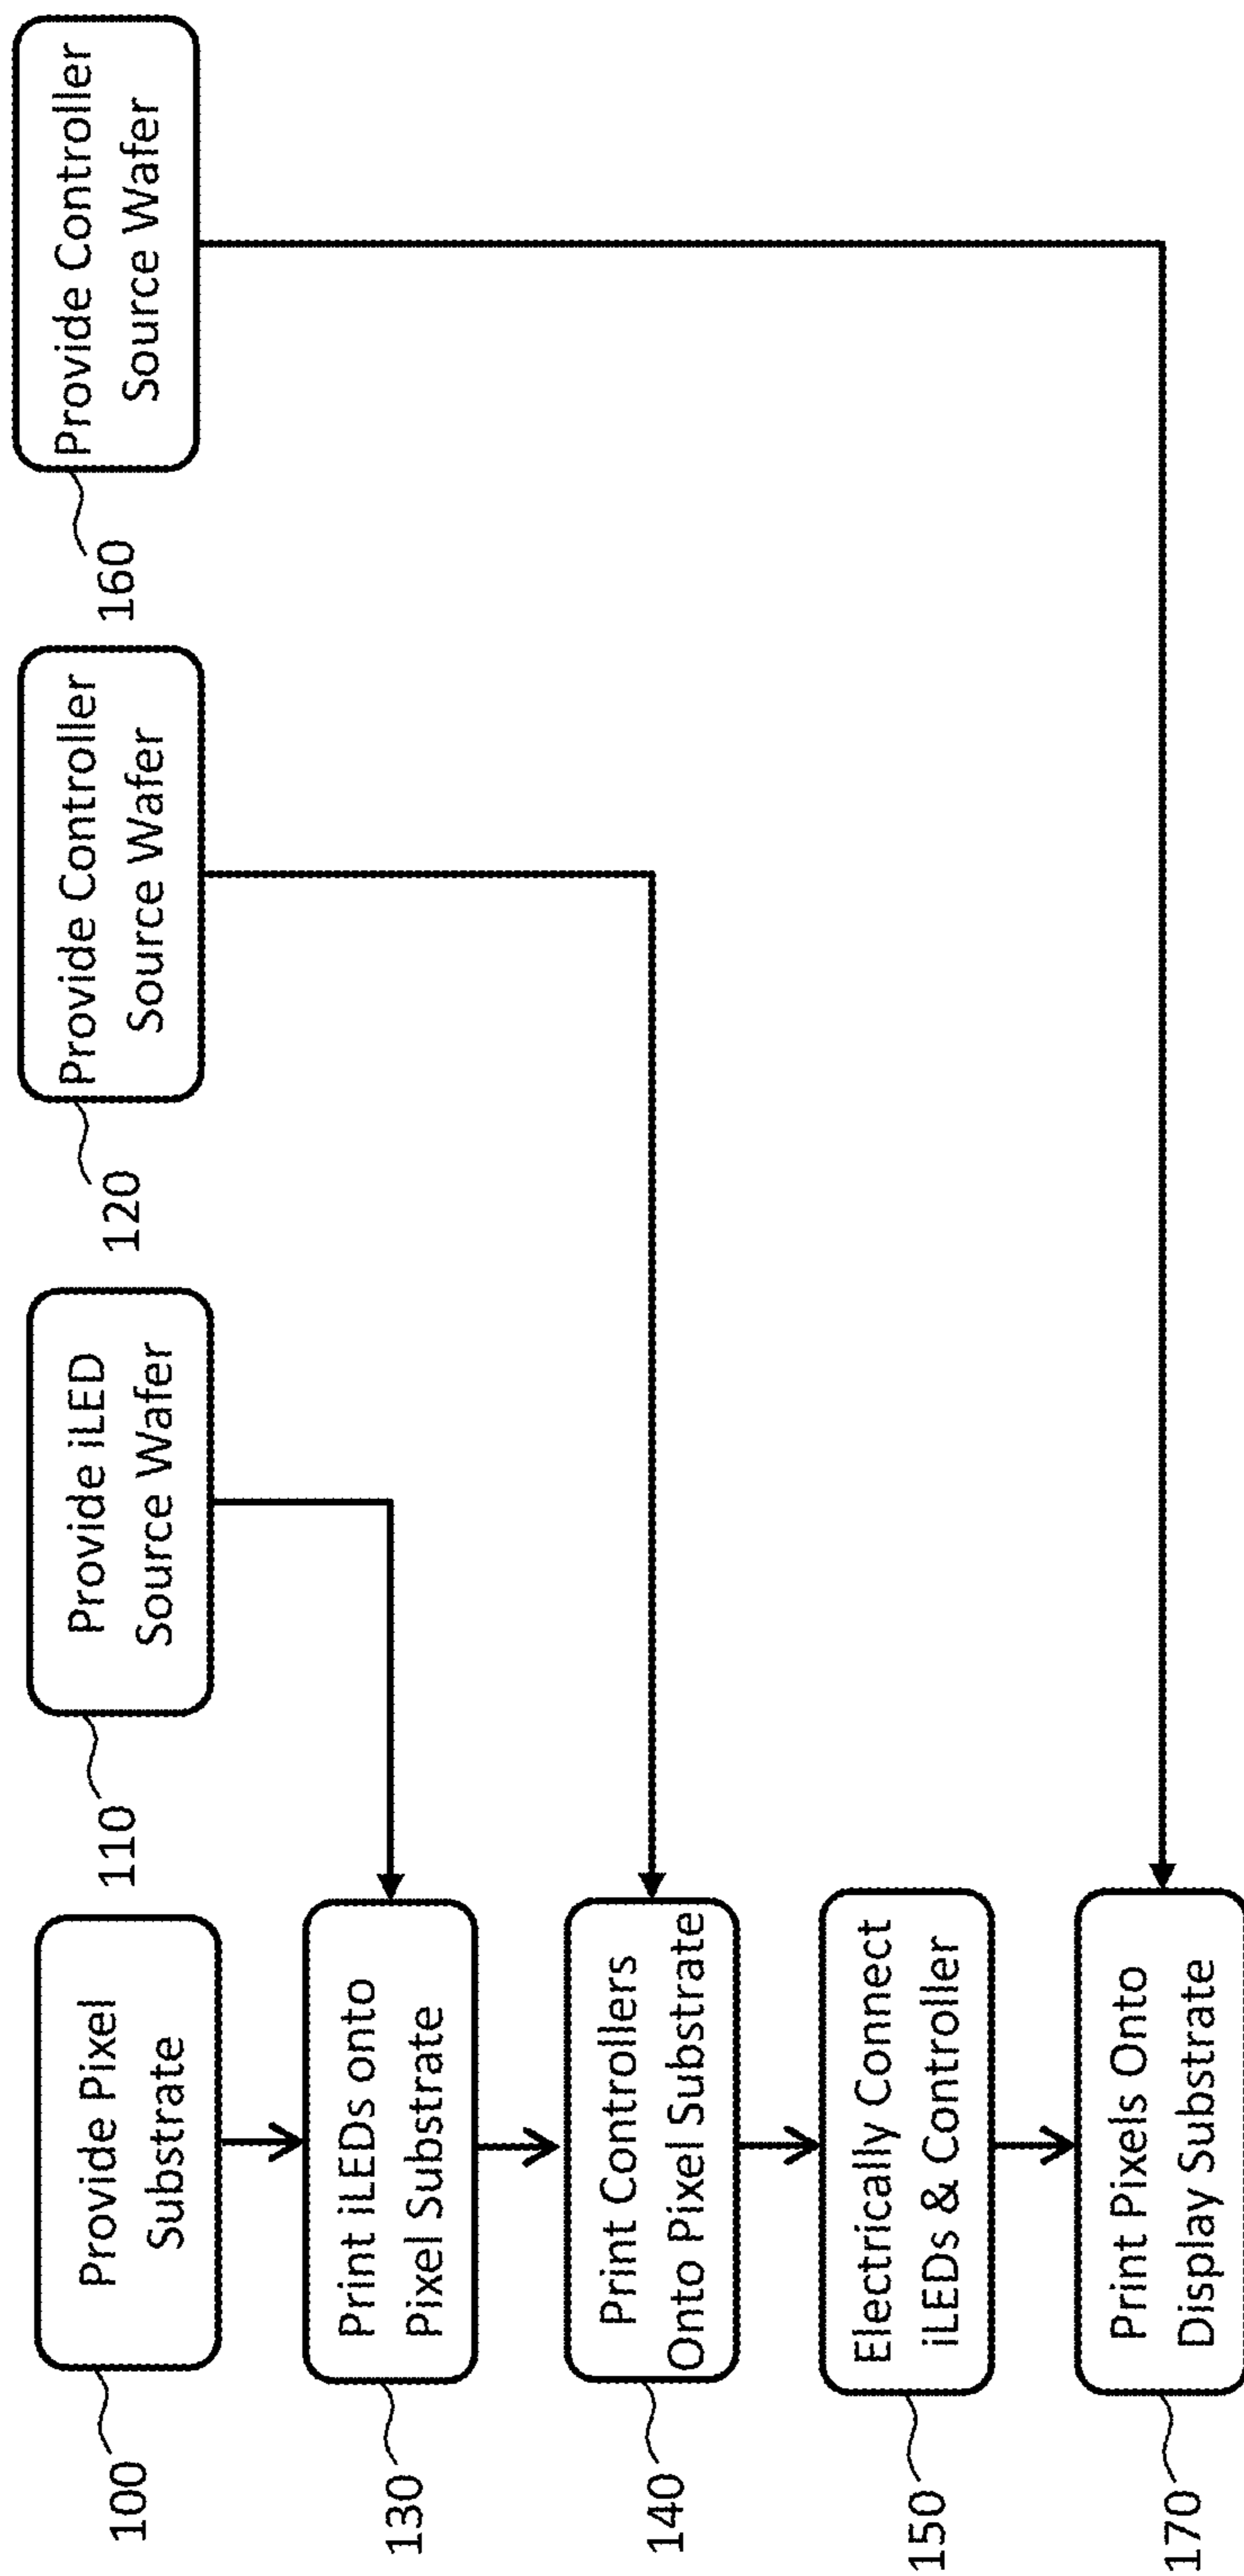 100
Provide Pixel
Substrate
110
Provide iLED
Source Wafer
120
Provide Controller
Source Wafer
160
Provide Controller
Source Wafer
130
Print iLEDs onto
Pixel Substrate
140
Print Controllers
Onto Pixel Substrate
150
Electrically Connect
iLEDs & Controller
170
Print Pixels Onto
Display Substrate